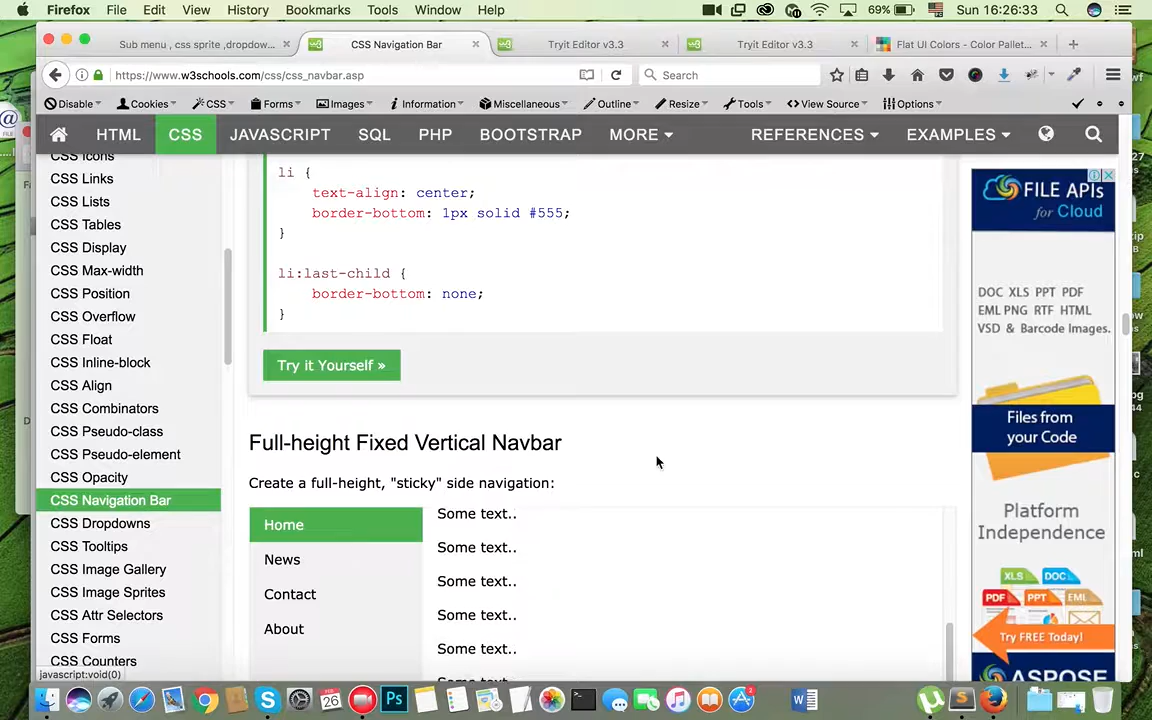 Firefox File Edit View History Bookmarks Tools Window Help 69% Sun 16:26:33
Sub menu , css sprite ,dropdow... × CSS Navigation Bar × Tryit Editor v3.3 × Tryit Editor v3.3 × Flat UI Colors - Color Pallet... × +
https://www.w3schools.com/css/css_navbar.asp Search
Disable Cookies CSS Forms Images Information Miscellaneous Outline Resize Tools View Source Options
HTML CSS JAVASCRIPT SQL PHP BOOTSTRAP MORE REFERENCES EXAMPLES
CSS Icons
CSS Links
CSS Lists
CSS Tables
CSS Display
CSS Max-width
CSS Position
CSS Overflow
CSS Float
CSS Inline-block
CSS Align
CSS Combinators
CSS Pseudo-class
CSS Pseudo-element
CSS Opacity
CSS Navigation Bar
CSS Dropdowns
CSS Tooltips
CSS Image Gallery
CSS Image Sprites
CSS Attr Selectors
CSS Forms
CSS Counters
javascript:void(0)
li {
text-align: center;
border-bottom: 1px solid #555;
}
li:last-child {
border-bottom: none;
}
Try it Yourself »
Full-height Fixed Vertical Navbar
Create a full-height, "sticky" side navigation:
Home
News
Contact
About
Some text..
Some text..
Some text..
Some text..
Some text..
FILE APIs
for Cloud
DOC XLS PPT PDF
EML PNG RTF HTML
VSD & Barcode Images.
Files from
your Code
Platform
Independence
XLS DOC
PDF PPT EML
Try FREE Today!
ASPOSE
FEB
26
Ps